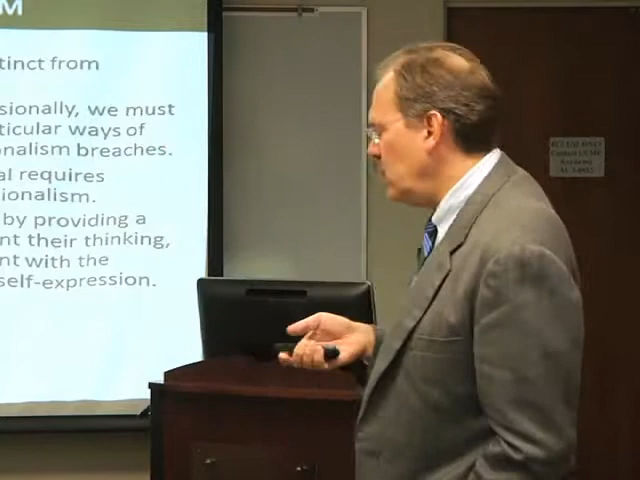 M
tinct from
sionally, we must
ticular ways of
nalism breaches.
al requires
ionalism.
by providing a
nt their thinking,
nt with the
self-expression.